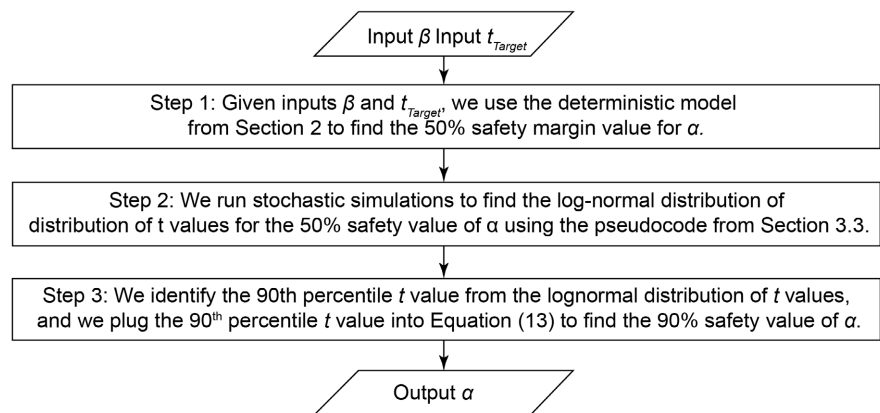 Input β Input t_Target
Step 1: Given inputs β and t_Target, we use the deterministic model
from Section 2 to find the 50% safety margin value for α.
Step 2: We run stochastic simulations to find the log-normal distribution of
distribution of t values for the 50% safety value of α using the pseudocode from Section 3.3.
Step 3: We identify the 90th percentile t value from the lognormal distribution of t values,
and we plug the 90th percentile t value into Equation (13) to find the 90% safety value of α.
Output α